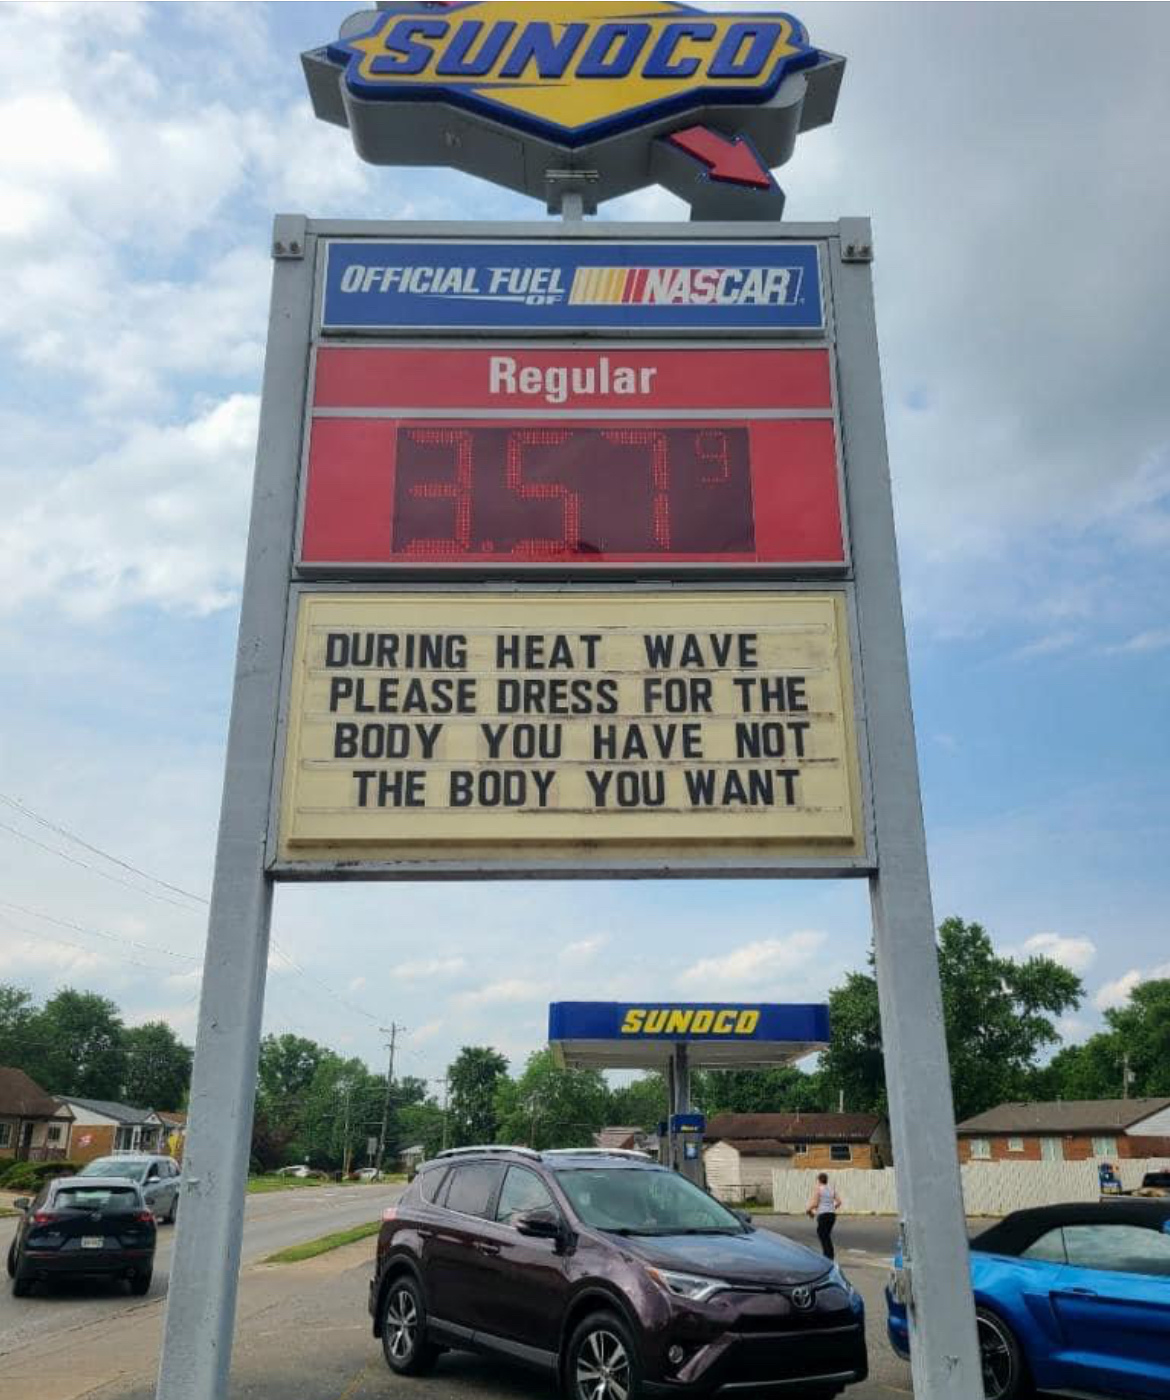 SUNOCO
OFFICIAL FUEL
OF
NASCAR
Regular
3.57 9
DURING HEAT WAVE
PLEASE DRESS FOR THE
BODY YOU HAVE NOT
THE BODY YOU WANT
SUNOCO